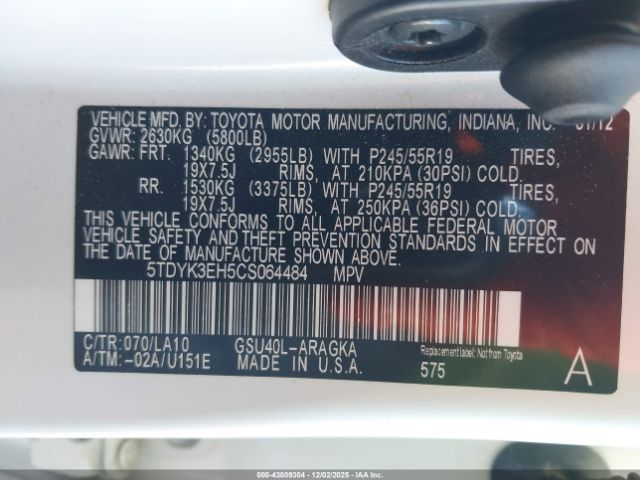 VEHICLE MFD. BY: TOYOTA MOTOR MANUFACTURING, INDIANA, INC. 01/12
GVWR: 2630KG (5800LB)
GAWR: FRT. 1340KG (2955LB) WITH P245/55R19 TIRES,
19X7.5J RIMS, AT 210KPA (30PSI) COLD.
RR. 1530KG (3375LB) WITH P245/55R19 TIRES,
19X7.5J RIMS, AT 250KPA (36PSI) COLD.
THIS VEHICLE CONFORMS TO ALL APPLICABLE FEDERAL MOTOR
VEHICLE SAFETY AND THEFT PREVENTION STANDARDS IN EFFECT ON
THE DATE OF MANUFACTURE SHOWN ABOVE.
5TDYK3EH5CS064484 MPV
C/TR: 070/LA10 GSU40L-ARAGKA Replacement label: Not from Toyota
A/TM: -02A/U151E MADE IN U.S.A. 575 A
000-43809304 - 12/02/2025 - IAA Inc. - Copyright